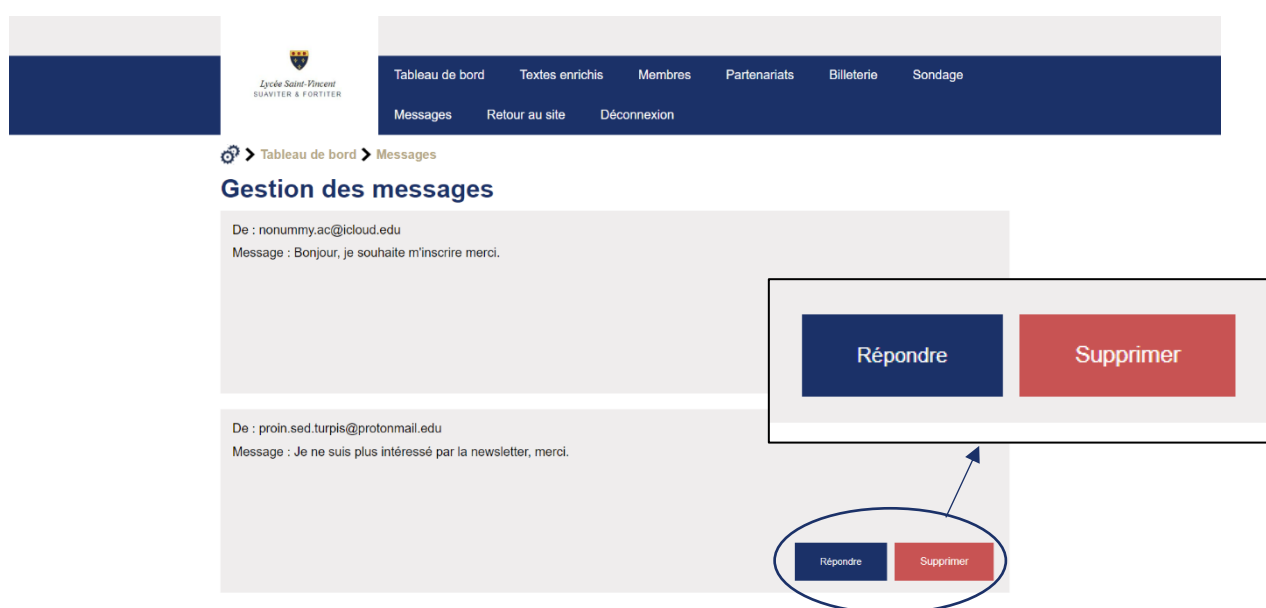 Lycée Saint-Vincent
SUAVITER & FORTITER
Tableau de bord Textes enrichis Membres Partenariats Billeterie Sondage
Messages Retour au site Déconnexion
Tableau de bord Messages
Gestion des messages
De : nonummy.ac@icloud.edu
Message : Bonjour, je souhaite m'inscrire merci.
Répondre Supprimer
De : proin.sed.turpis@protonmail.edu
Message : Je ne suis plus intéressé par la newsletter, merci.
Répondre Supprimer